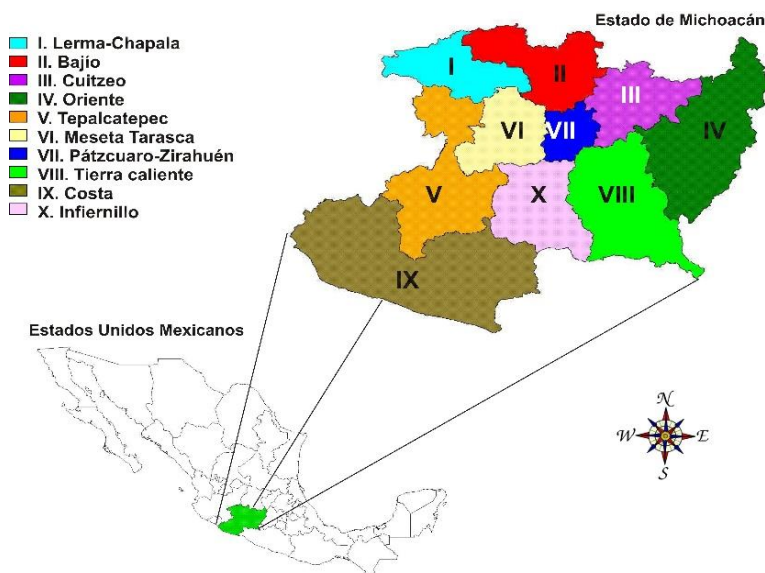 Estado de Michoacán
I. Lerma-Chapala
II. Bajío
III. Cuitzeo
IV. Oriente
V. Tepalcatepec
VI. Meseta Tarasca
VII. Pátzcuaro-Zirahuén
VIII. Tierra caliente
IX. Costa
X. Infiernillo
I
II
III
IV
VI
VII
V
X
VIII
IX
Estados Unidos Mexicanos
N
W
E
S